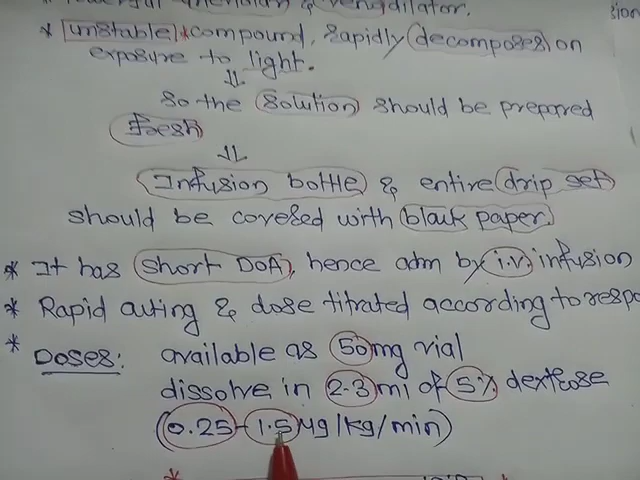 & venodilator.
* Unstable * compound, rapidly decomposes on
exposure to light.
so the solution should be prepared
fresh
Infusion bottle & entire drip set
should be covered with black paper.
* It has short DOA, hence adm by i.v. infusion
* Rapid acting & dose titrated according to respo
* Doses: available as 50mg vial
dissolve in 2-3 ml of 5% dextrose
(0.25-1.5 µg/kg/min)